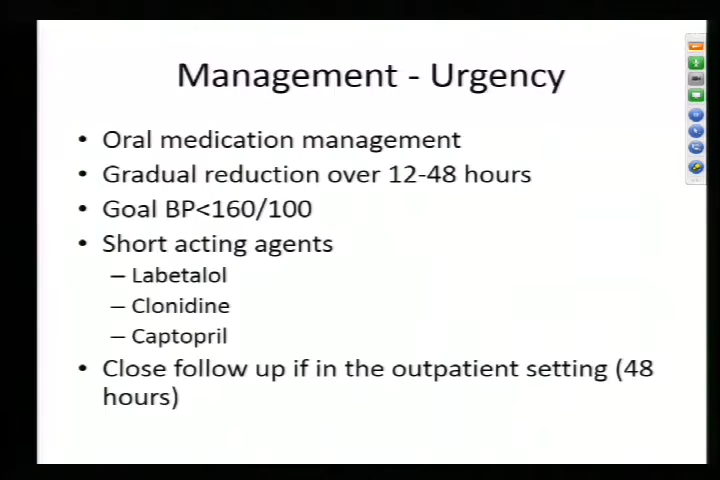 Management - Urgency
• Oral medication management
• Gradual reduction over 12-48 hours
• Goal BP<160/100
• Short acting agents
– Labetalol
– Clonidine
– Captopril
• Close follow up if in the outpatient setting (48
hours)